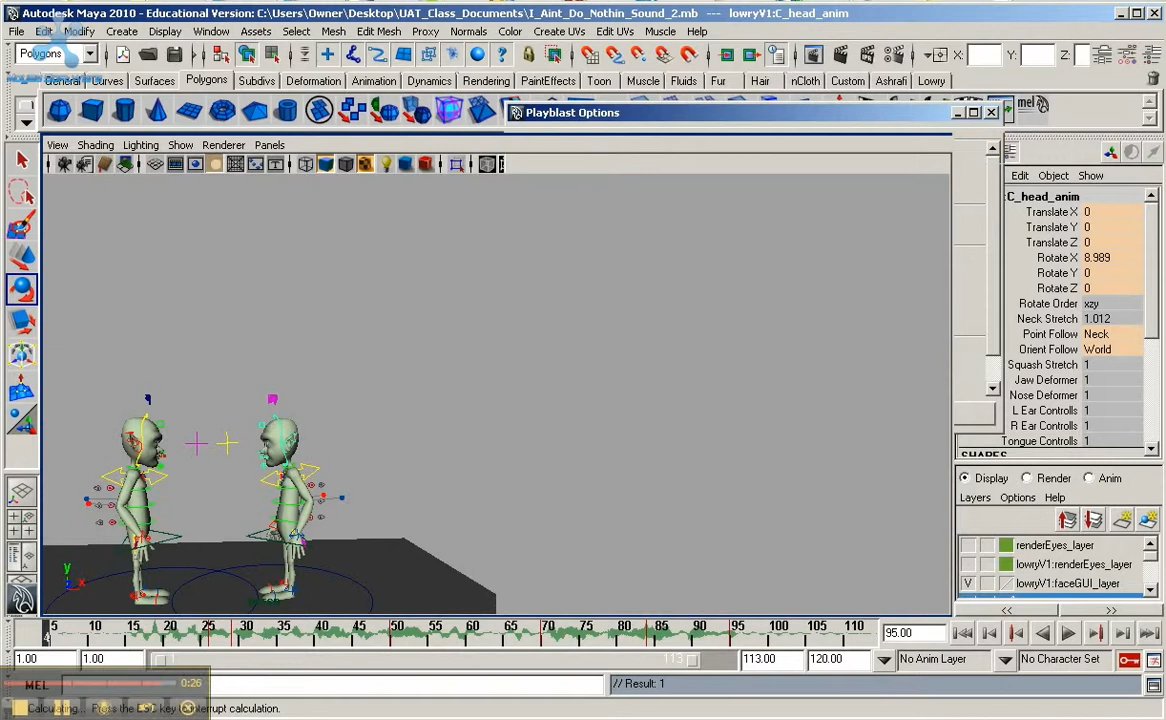 Autodesk Maya 2010 - Educational Version: C:\Users\Owner\Desktop\UAT_Class_Documents\I_Aint_Do_Nothin_Sound_2.mb --- lowryV1:C_head_anim
File Edit Modify Create Display Window Assets Select Mesh Edit Mesh Proxy Normals Color Create UVs Edit UVs Muscle Help
Polygons X: Y: Z:
General Curves Surfaces Polygons Subdivs Deformation Animation Dynamics Rendering PaintEffects Toon Muscle Fluids Fur Hair nCloth Custom Ashrafi Lowry
Playblast Options mel
View Shading Lighting Show Renderer Panels
Edit Object Show
:C_head_anim
Translate X 0
Translate Y 0
Translate Z 0
Rotate X 8.989
Rotate Y 0
Rotate Z 0
Rotate Order xzy
Neck Stretch 1.012
Point Follow Neck
Orient Follow World
Squash Stretch 1
Jaw Deformer 1
Nose Deformer 1
L Ear Controlls 1
R Ear Controlls 1
Tongue Controlls 1
SHAPES
Display Render Anim
Layers Options Help
renderEyes_layer
lowryV1:renderEyes_layer
V lowryV1:faceGUI_layer
<< >>
y
x
5 10 15 20 25 30 35 40 45 50 55 60 65 70 75 80 85 90 95 100 105 110 95.00
1.00 1.00 1 113 113.00 120.00 No Anim Layer No Character Set
MEL 0:26 // Result: 1
Calculating... Press the ESC key to interrupt calculation.